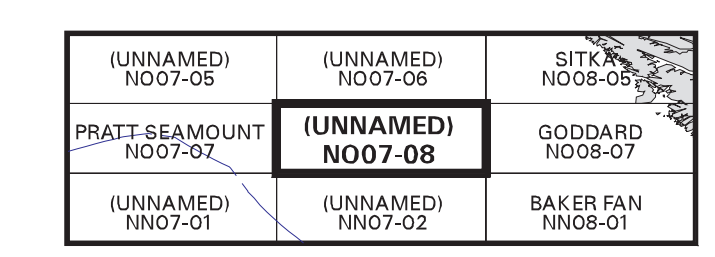 (UNNAMED)
NO07-05
(UNNAMED)
NO07-06
SITKA
NO08-05
PRATT SEAMOUNT
NO07-07
(UNNAMED)
NO07-08
GODDARD
NO08-07
(UNNAMED)
NN07-01
(UNNAMED)
NN07-02
BAKER FAN
NN08-01